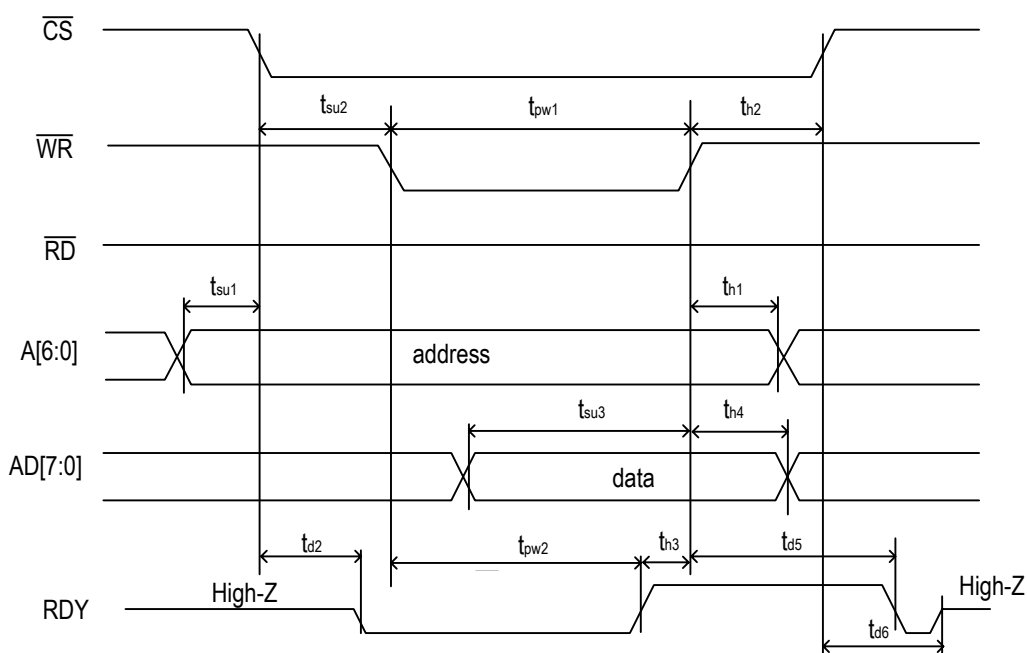 CS
tsu2 tpw1 th2
WR
RD
tsu1 th1
A[6:0] address
tsu3 th4
AD[7:0] data
td2 tpw2 th3 td5
RDY High-Z High-Z
td6